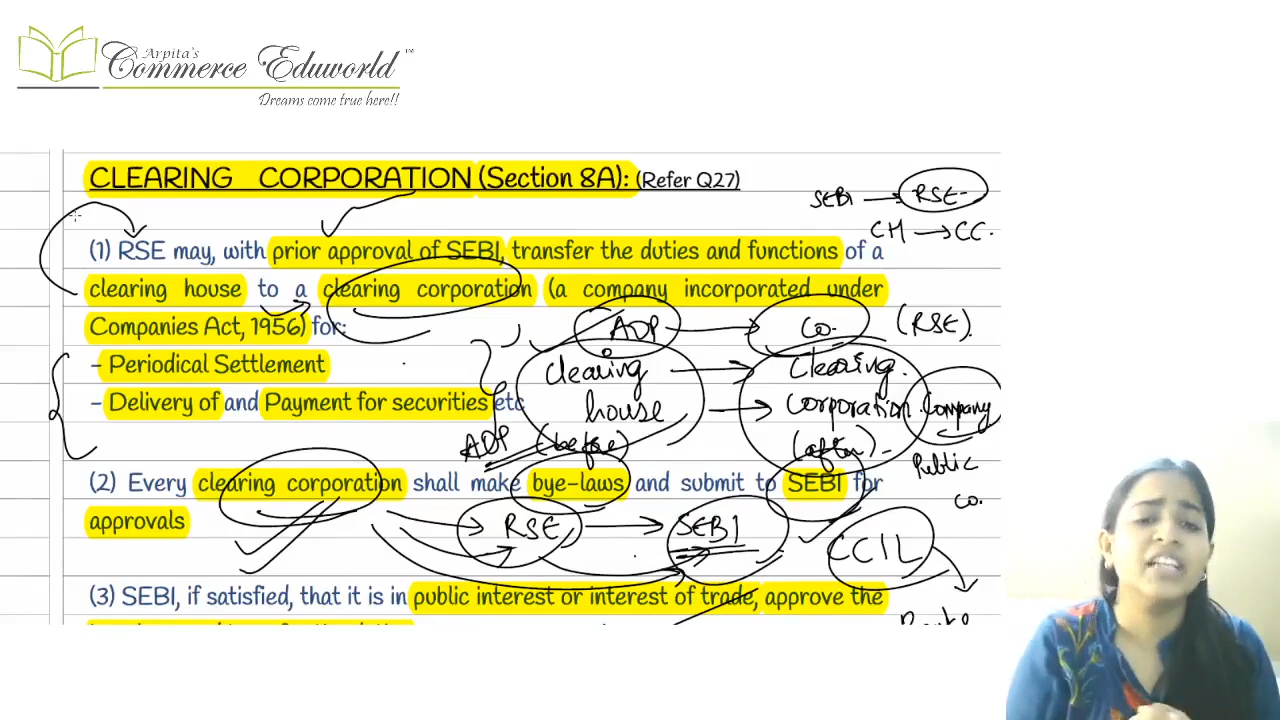 Arpita's
Commerce Eduworld™
Dreams come true here!!
CLEARING CORPORATION (Section 8A): (Refer Q27)
SEBI → RSE
CH → CC.
(1) RSE may, with prior approval of SEBI, transfer the duties and functions of a
clearing house to a clearing corporation (a company incorporated under
Companies Act, 1956) for:
AOP → Co. (RSE).
- Periodical Settlement
clearing → Clearing
- Delivery of and Payment for securities etc
house → Corporation Company
AOP (before) (after). Public
Co.
(2) Every clearing corporation shall make bye-laws and submit to SEBI for
approvals
RSE → SEBI CCIL
(3) SEBI, if satisfied, that it is in public interest or interest of trade, approve the